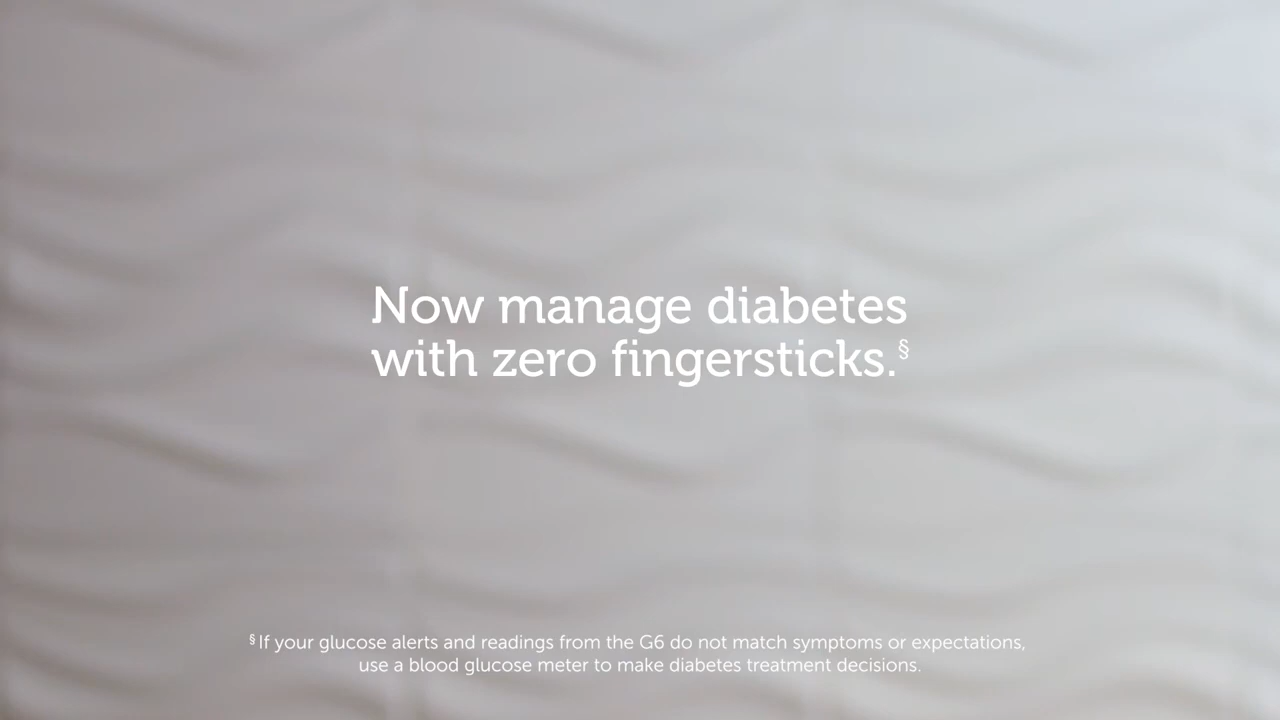 Now manage diabetes
with zero fingersticks.§
§ If your glucose alerts and readings from the G6 do not match symptoms or expectations,
use a blood glucose meter to make diabetes treatment decisions.